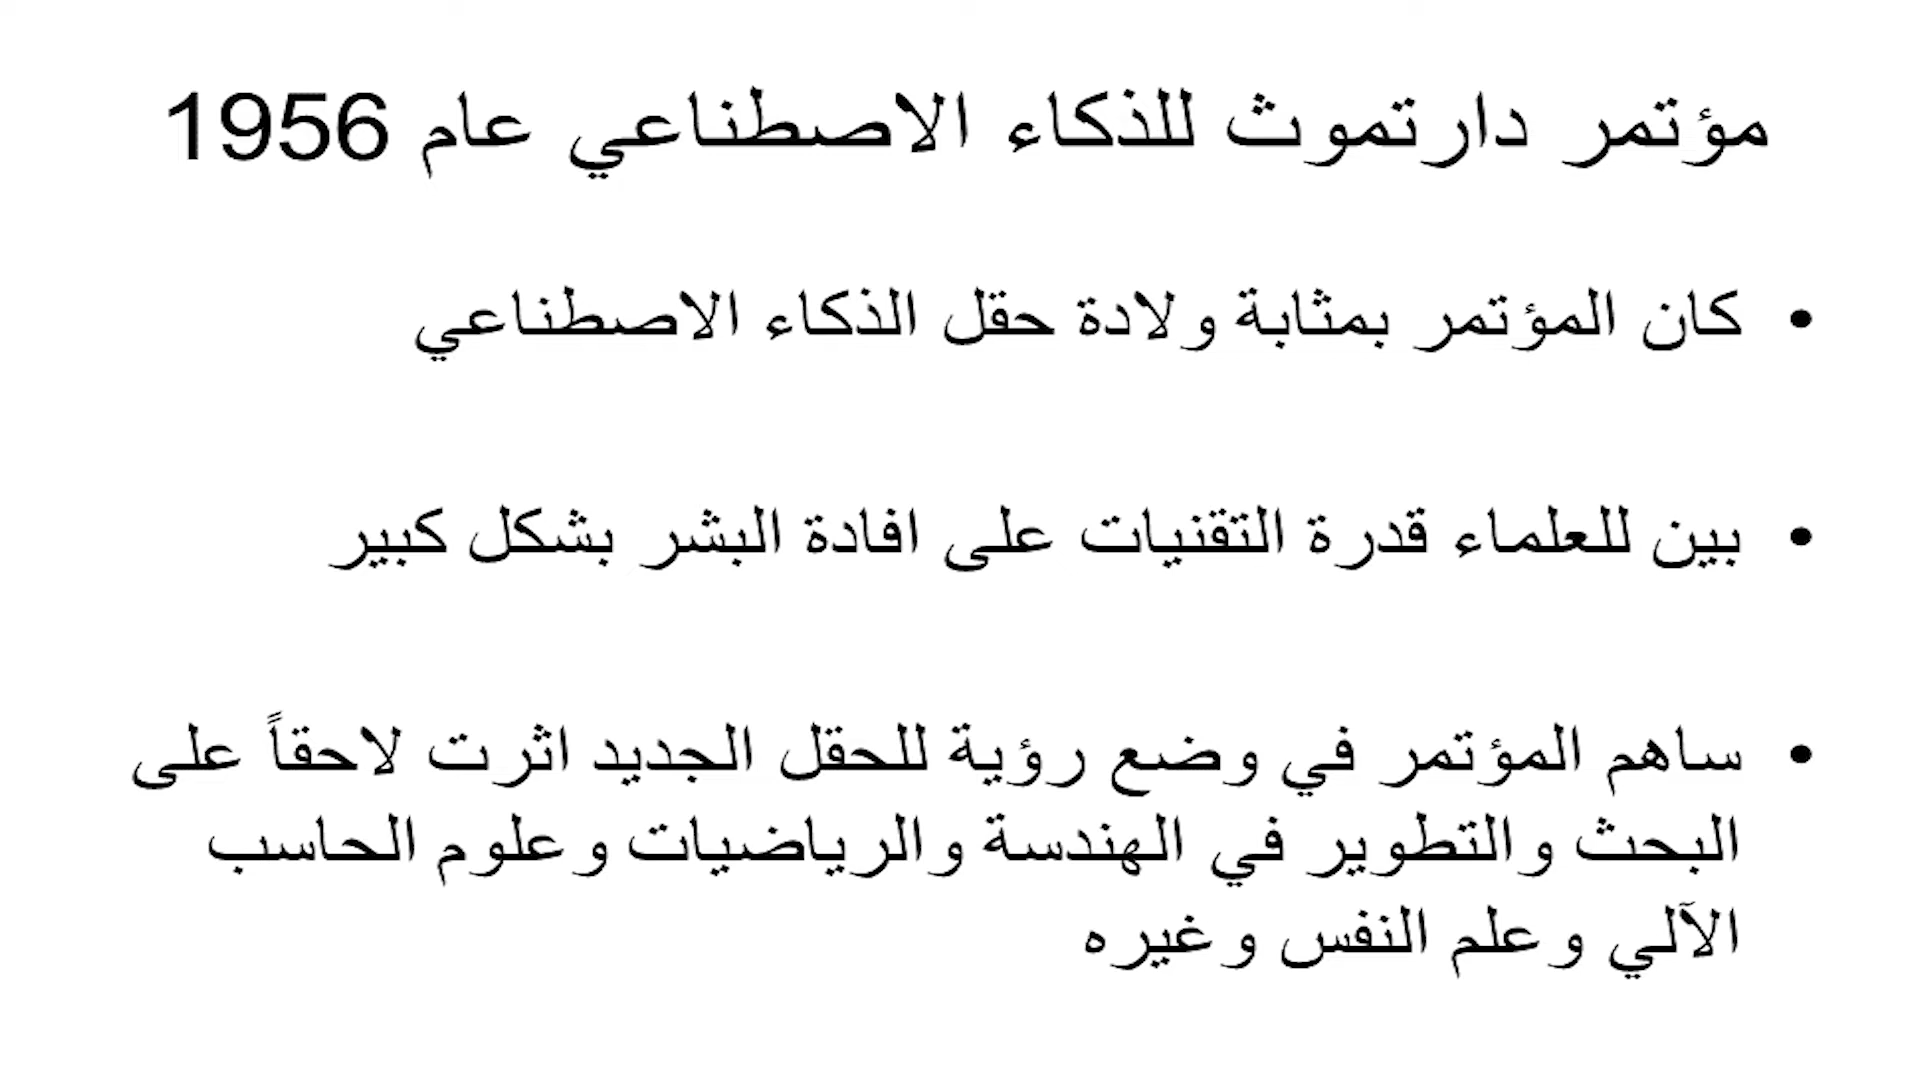 مؤتمر دارتموث للذكاء الاصطناعي عام 1956
• كان المؤتمر بمثابة ولادة حقل الذكاء الاصطناعي
• بين للعلماء قدرة التقنيات على افادة البشر بشكل كبير
• ساهم المؤتمر في وضع رؤية للحقل الجديد اثرت لاحقاً على
البحث والتطوير في الهندسة والرياضيات وعلوم الحاسب
الآلي وعلم النفس وغيره